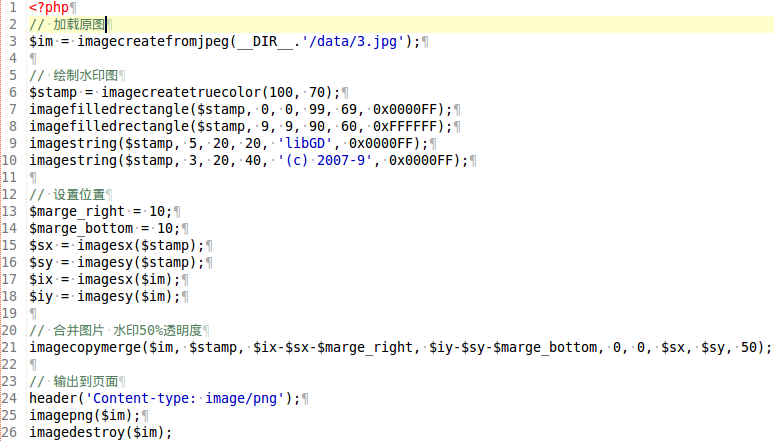 1 <?php¶
2 // 加载原图¶
3 $im = imagecreatefromjpeg(__DIR__.'/data/3.jpg');¶
4 ¶
5 // 绘制水印图¶
6 $stamp = imagecreatetruecolor(100, 70);¶
7 imagefilledrectangle($stamp, 0, 0, 99, 69, 0x0000FF);¶
8 imagefilledrectangle($stamp, 9, 9, 90, 60, 0xFFFFFF);¶
9 imagestring($stamp, 5, 20, 20, 'libGD', 0x0000FF);¶
10 imagestring($stamp, 3, 20, 40, '(c) 2007-9', 0x0000FF);¶
11 ¶
12 // 设置位置¶
13 $marge_right = 10;¶
14 $marge_bottom = 10;¶
15 $sx = imagesx($stamp);¶
16 $sy = imagesy($stamp);¶
17 $ix = imagesx($im);¶
18 $iy = imagesy($im);¶
19 ¶
20 // 合并图片 水印50%透明度¶
21 imagecopymerge($im, $stamp, $ix-$sx-$marge_right, $iy-$sy-$marge_bottom, 0, 0, $sx, $sy, 50);
22 ¶
23 // 输出到页面¶
24 header('Content-type: image/png');¶
25 imagepng($im);¶
26 imagedestroy($im);